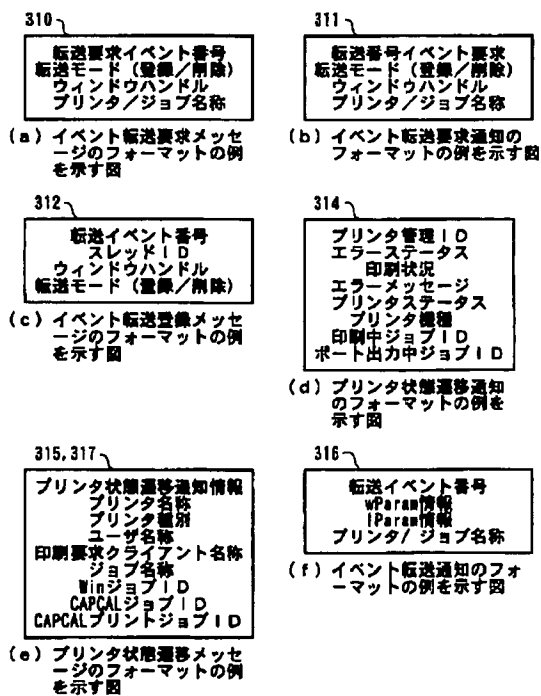 310
転送要求イベント番号
転送モード（登録／削除）
ウィンドウハンドル
プリンタ／ジョブ名称
(a) イベント転送要求メッセ
ージのフォーマットの例
を示す図
311
転送番号イベント要求
転送モード（登録／削除）
ウィンドウハンドル
プリンタ／ジョブ名称
(b) イベント転送要求通知の
フォーマットの例を示す図
312
転送イベント番号
スレッドID
ウィンドウハンドル
転送モード（登録／削除）
(c) イベント転送登録メッセ
ージのフォーマットの例
を示す図
314
プリンタ管理ID
エラーステータス
印刷状況
エラーメッセージ
プリンタステータス
プリンタ機種
印刷中ジョブID
ポート出力中ジョブID
(d) プリンタ状態遷移通知
のフォーマットの例を
示す図
315,317
プリンタ状態遷移通知情報
プリンタ名称
プリンタ種別
ユーザ名称
印刷要求クライアント名称
ジョブ名称
WinジョブID
CAPCALジョブID
CAPCALプリントジョブID
(e) プリンタ状態遷移メッセ
ージのフォーマットの例
を示す図
316
転送イベント番号
wParam情報
lParam情報
プリンタ/ ジョブ名称
(f) イベント転送通知のフォ
ーマットの例を示す図